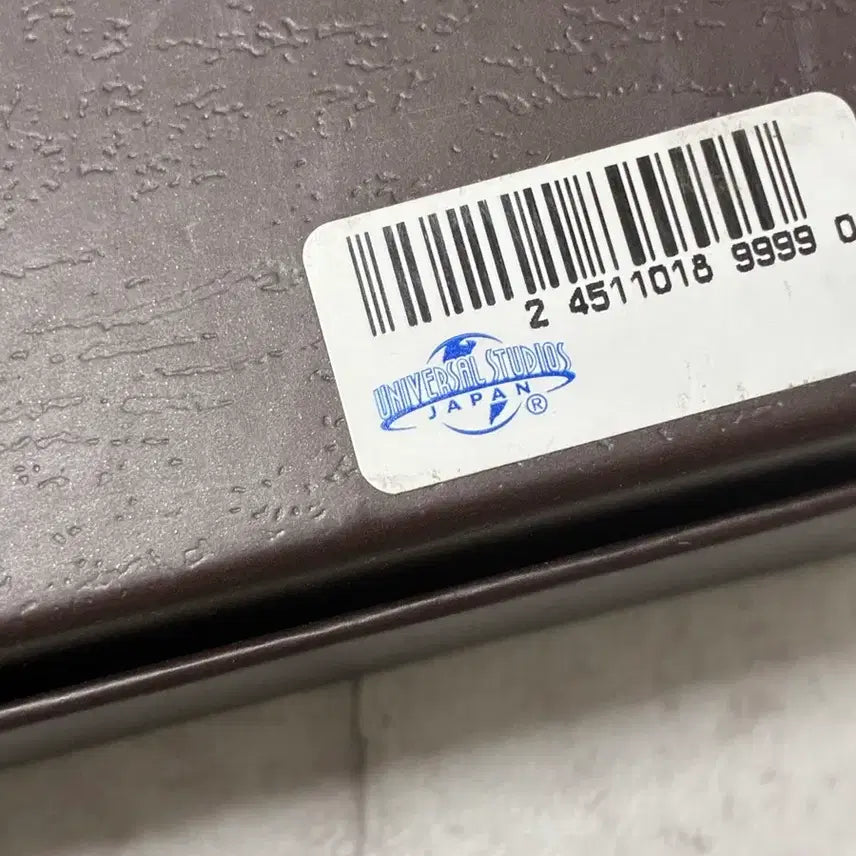 2 4511018 9999 0
UNIVERSAL STUDIOS
JAPAN ®